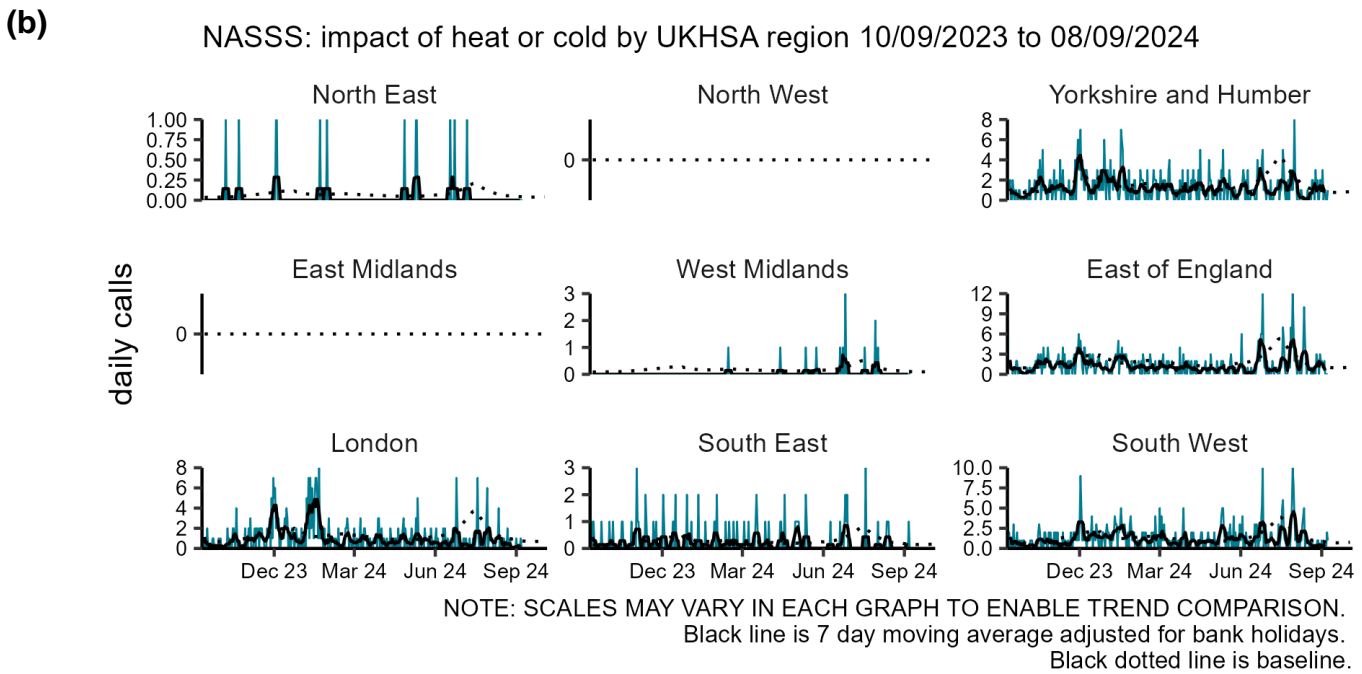 (b)
NASSS: impact of heat or cold by UKHSA region 10/09/2023 to 08/09/2024
North East
North West
Yorkshire and Humber
1.00
0.75
0.50
0.25
0.00
0
8
6
4
2
0
daily calls
East Midlands
West Midlands
East of England
0
3
2
1
0
12
9
6
3
0
London
South East
South West
8
6
4
2
0
3
2
1
0
10.0
7.5
5.0
2.5
0.0
Dec 23 Mar 24 Jun 24 Sep 24
Dec 23 Mar 24 Jun 24 Sep 24
Dec 23 Mar 24 Jun 24 Sep 24
NOTE: SCALES MAY VARY IN EACH GRAPH TO ENABLE TREND COMPARISON.
Black line is 7 day moving average adjusted for bank holidays.
Black dotted line is baseline.